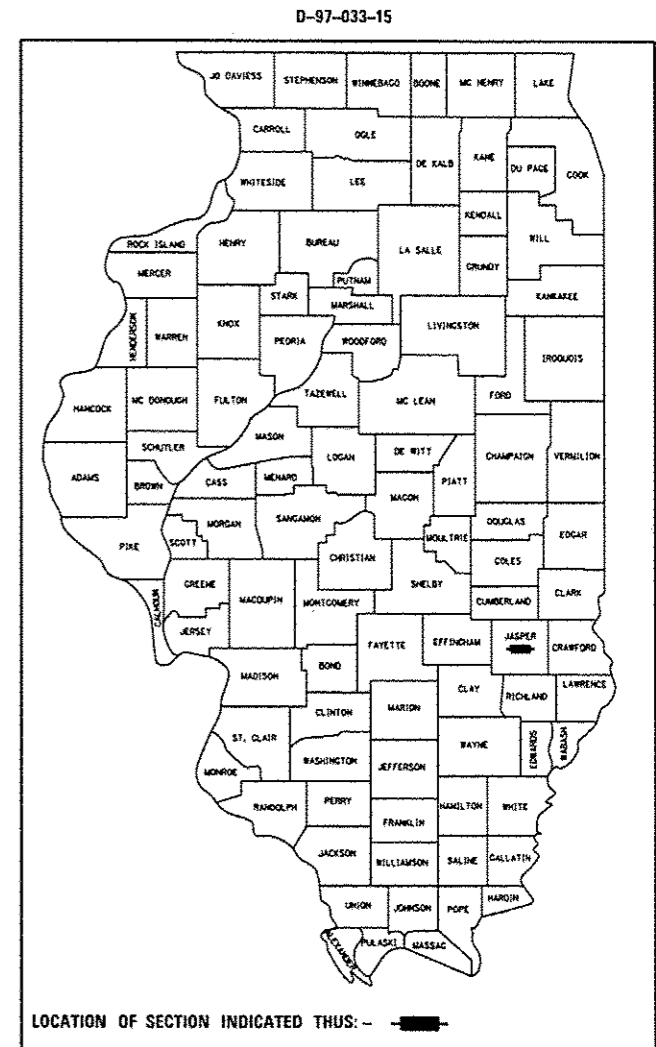 D-97-033-15
JO DAVIESS STEPHENSON WINNEBAGO BOONE MC HENRY LAKE
CARROLL OGLE DE KALB KANE DU PAGE COOK
WHITESIDE LEE
ROCK ISLAND HENRY BUREAU LA SALLE KENDALL WILL
MERCER PUTNAM GRUNDY
STARK MARSHALL KANKAKEE
HENDERSON WARREN KNOX PEORIA WOODFORD LIVINGSTON IROQUOIS
HANCOCK MC DONOUGH FULTON TAZEWELL MC LEAN FORD
SCHUYLER MASON LOGAN DE WITT CHAMPAIGN VERMILION
ADAMS BROWN CASS MENARD MACON PIATT
PIKE SCOTT MORGAN SANGAMON CHRISTIAN MOULTRIE DOUGLAS EDGAR
COLES
CALHOUN GREENE MACOUPIN MONTGOMERY SHELBY CUMBERLAND CLARK
JERSEY FAYETTE EFFINGHAM JASPER CRAWFORD
MADISON BOND CLAY RICHLAND LAWRENCE
CLINTON MARION
ST. CLAIR WASHINGTON JEFFERSON WAYNE EDWARDS WABASH
MONROE
RANDOLPH PERRY FRANKLIN HAMILTON WHITE
JACKSON WILLIAMSON SALINE GALLATIN
UNION JOHNSON POPE HARDIN
ALEXANDER PULASKI MASSAC
LOCATION OF SECTION INDICATED THUS: -